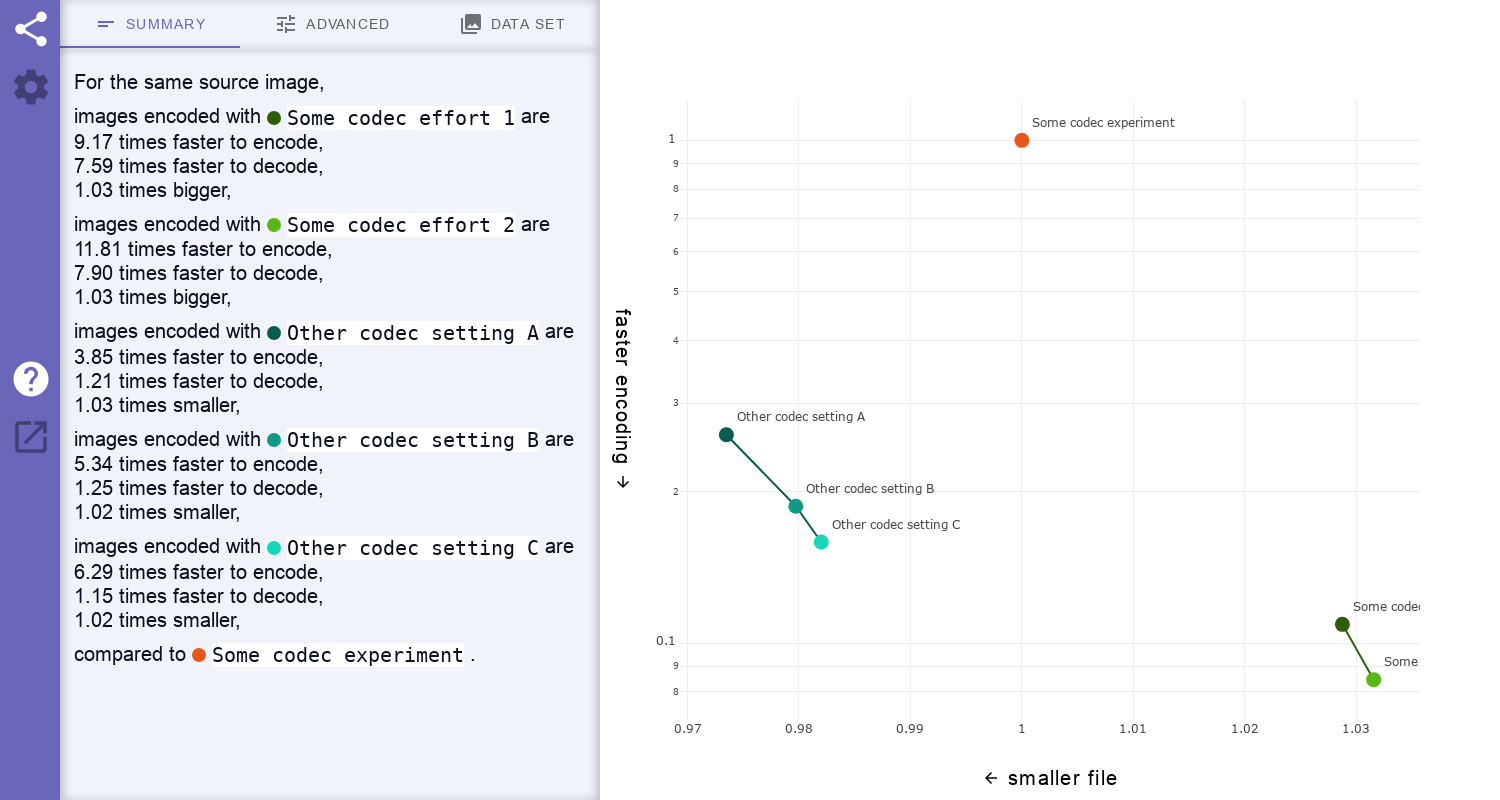 SUMMARY
ADVANCED
DATA SET
For the same source image,
images encoded with Some codec effort 1 are
9.17 times faster to encode,
7.59 times faster to decode,
1.03 times bigger,
images encoded with Some codec effort 2 are
11.81 times faster to encode,
7.90 times faster to decode,
1.03 times bigger,
images encoded with Other codec setting A are
3.85 times faster to encode,
1.21 times faster to decode,
1.03 times smaller,
images encoded with Other codec setting B are
5.34 times faster to encode,
1.25 times faster to decode,
1.02 times smaller,
images encoded with Other codec setting C are
6.29 times faster to encode,
1.15 times faster to decode,
1.02 times smaller,
compared to Some codec experiment .
faster encoding →
1
9
8
7
6
5
4
3
2
0.1
9
8
Some codec experiment
Other codec setting A
Other codec setting B
Other codec setting C
Some codec
Some
0.97
0.98
0.99
1
1.01
1.02
1.03
← smaller file